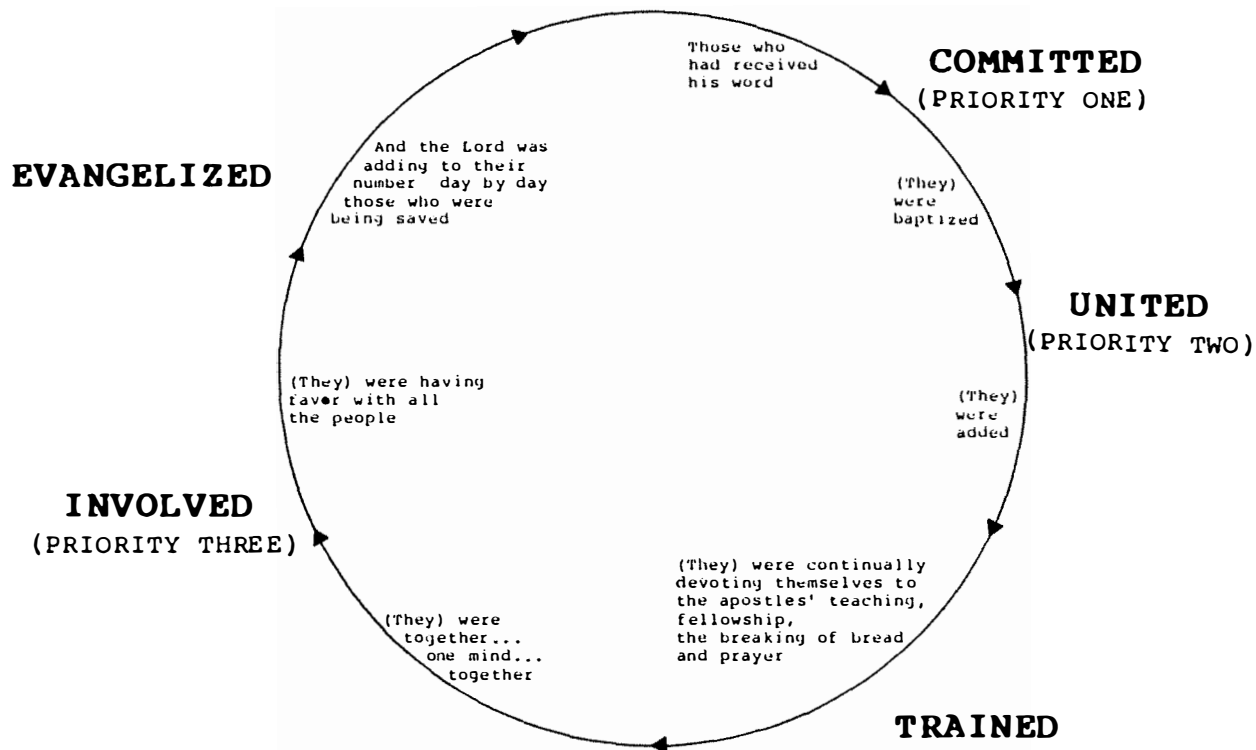 Those who
had received
his word
COMMITTED
(PRIORITY ONE)
(They)
were
baptized
UNITED
(PRIORITY TWO)
(They)
were
added
(They) were continually
devoting themselves to
the apostles' teaching,
fellowship,
the breaking of bread
and prayer
TRAINED
(They) were
together...
one mind...
together
INVOLVED
(PRIORITY THREE)
(They) were having
favor with all
the people
EVANGELIZED
And the Lord was
adding to their
number day by day
those who were
being saved